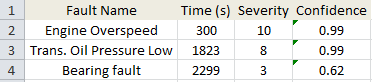 1 Fault Name Time (s) Severity Confidence
2 Engine Overspeed 300 10 0.99
3 Trans. Oil Pressure Low 1823 8 0.99
4 Bearing fault 2299 3 0.62